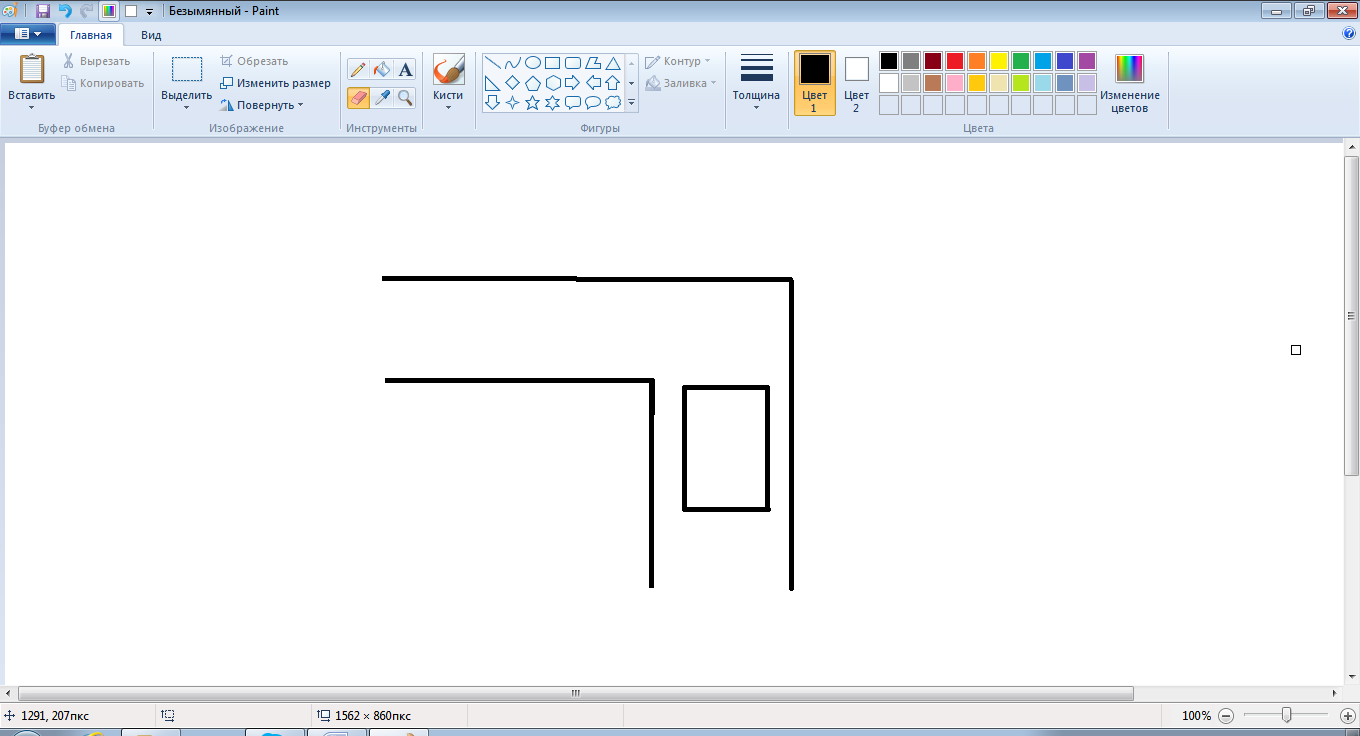 Безымянный - Paint
Главная Вид
Вставить
Вырезать
Копировать
Буфер обмена
Выделить
Обрезать
Изменить размер
Повернуть
Изображение
A
Инструменты
Кисти
Контур
Заливка
Фигуры
Толщина
Цвет
1
Цвет
2
Изменение
цветов
Цвета
1291, 207пкс
1562 × 860пкс
100%